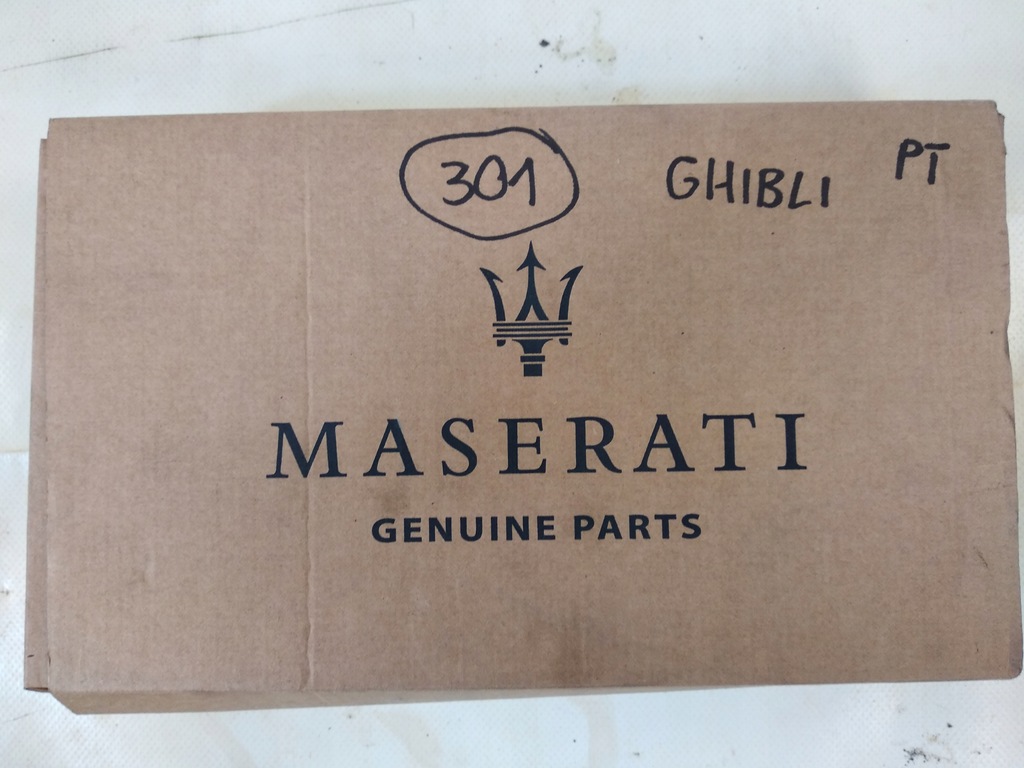 301 GHIBLI PT
MASERATI
GENUINE PARTS